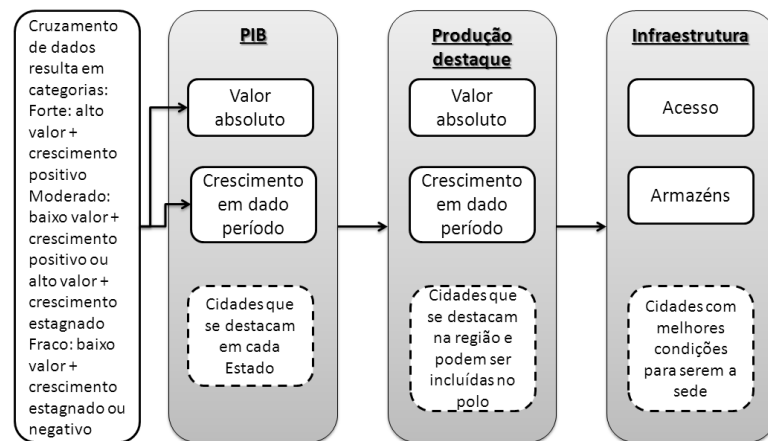 Cruzamento
de dados
resulta em
categorias:
Forte: alto
valor +
crescimento
positivo
Moderado:
baixo valor +
crescimento
positivo ou
alto valor +
crescimento
estagnado
Fraco: baixo
valor +
crescimento
estagnado ou
negativo
PIB
Valor
absoluto
Crescimento
em dado
período
Cidades que
se destacam
em cada
Estado
Produção
destaque
Valor
absoluto
Crescimento
em dado
período
Cidades que
se destacam
na região e
podem ser
incluídas no
polo
Infraestrutura
Acesso
Armazéns
Cidades com
melhores
condições
para serem a
sede